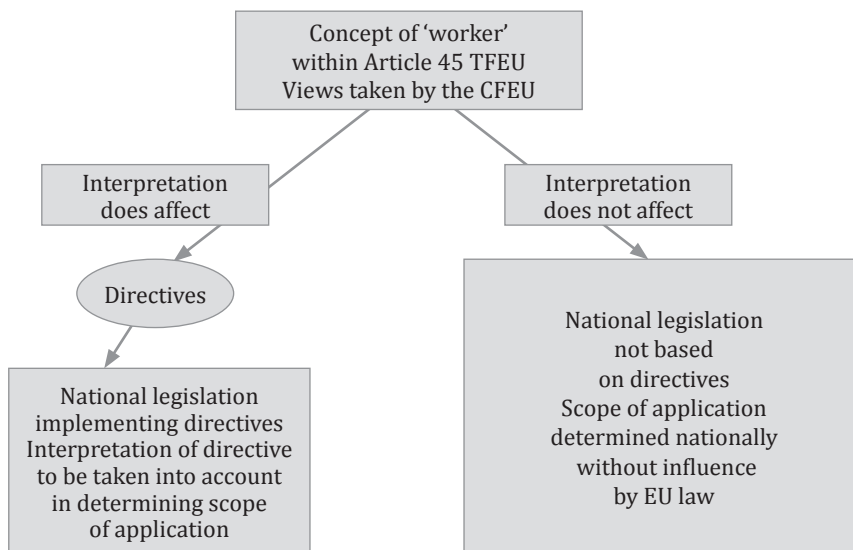 Concept of ‘worker’
within Article 45 TFEU
Views taken by the CFEU
Interpretation
does affect
Interpretation
does not affect
Directives
National legislation
implementing directives
Interpretation of directive
to be taken into account
in determining scope
of application
National legislation
not based
on directives
Scope of application
determined nationally
without influence
by EU law